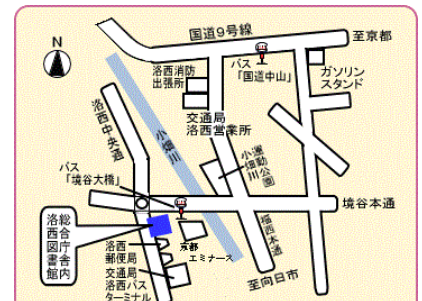 国道9号線
至京都
N
バス
「国道中山」
洛西消防
出張所
ガソリン
スタンド
交通局
洛西営業所
洛西中央通
小畑川
小畑川
運動公園
バス
「境谷大橋」
境谷本通
福西本通
洛西
総合庁舎内
図書館
洛西
郵便局
京都
エミナース
交通局
洛西バス
ターミナル
至向日市